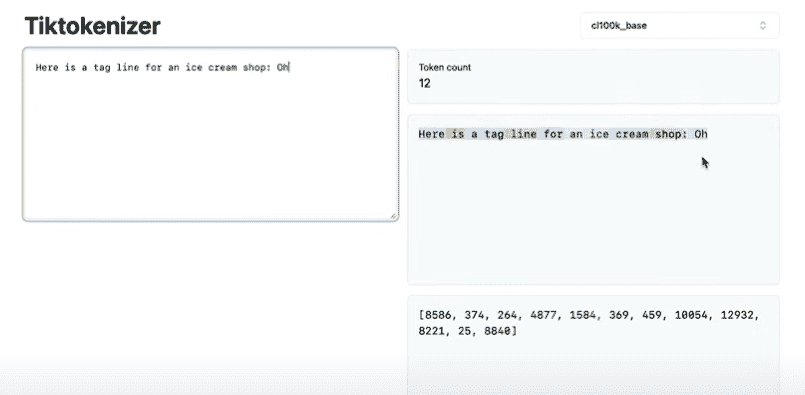 Tiktokenizer
cl100k_base
Here is a tag line for an ice cream shop: Oh
Token count
12
Here is a tag line for an ice cream shop: Oh
[8586, 374, 264, 4877, 1584, 369, 459, 10054, 12932,
8221, 25, 8840]